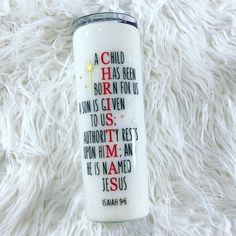 A CHILD
HAS BEEN
BORN FOR US
A SON IS GIVEN
TO US;
AUTHORITY RESTS
UPON HIM; AN
HE IS NAMED
JESUS
ISAIAH 9:6